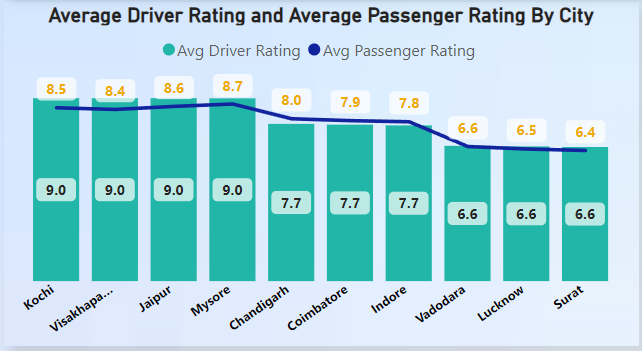 Average Driver Rating and Average Passenger Rating By City
Avg Driver Rating Avg Passenger Rating
8.5 8.4 8.6 8.7 8.0 7.9 7.8 6.6 6.5 6.4
9.0 9.0 9.0 9.0 7.7 7.7 7.7 6.6 6.6 6.6
Kochi Visakhapa... Jaipur Mysore Chandigarh Coimbatore Indore Vadodara Lucknow Surat